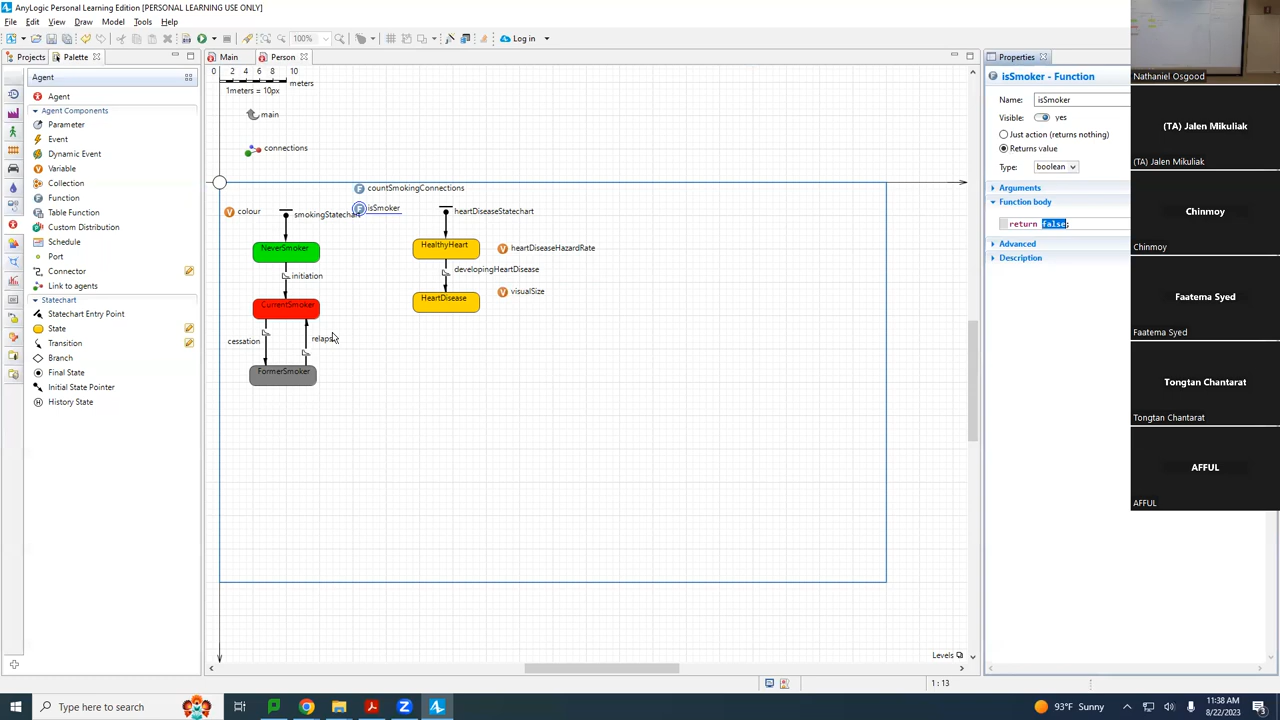 AnyLogic Personal Learning Edition [PERSONAL LEARNING USE ONLY]
File Edit View Draw Model Tools Help
100%
Log in
Projects
Palette
Main
Person
Properties
Agent
Agent
Agent Components
Parameter
Event
Dynamic Event
Variable
Collection
Function
Table Function
Custom Distribution
Schedule
Port
Connector
Link to agents
Statechart
Statechart Entry Point
State
Transition
Branch
Final State
Initial State Pointer
History State
0 2 4 6 8 10
meters
1meters = 10px
main
connections
countSmokingConnections
isSmoker
colour
smokingStatechart
heartDiseaseStatechart
NeverSmoker
HealthyHeart
heartDiseaseHazardRate
initiation
developingHeartDisease
CurrentSmoker
HeartDisease
visualSize
cessation
FormerSmoker
Levels
isSmoker - Function
Name: isSmoker
Visible: yes
Just action (returns nothing)
Returns value
Type: boolean
Arguments
Function body
return false;
Advanced
Description
Nathaniel Osgood
(TA) Jalen Mikuliak
(TA) Jalen Mikuliak
Chinmoy
Chinmoy
Faatema Syed
Faatema Syed
Tongtan Chantarat
Tongtan Chantarat
AFFUL
AFFUL
1 : 13
Type here to search
93°F Sunny
11:38 AM
8/22/2023
3